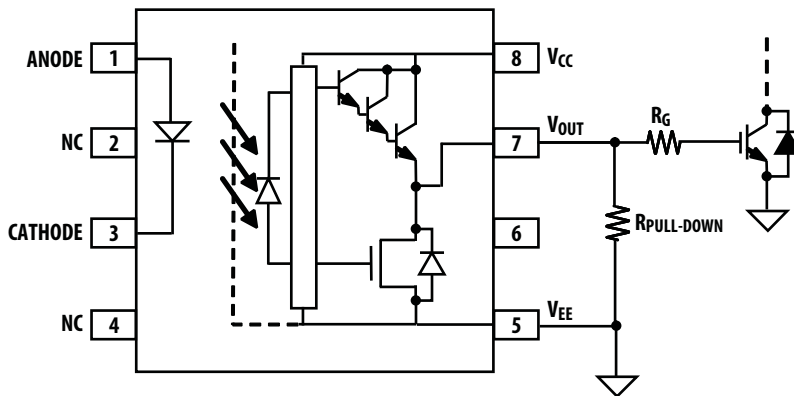 ANODE 1
8 VCC
NC 2
7 VOUT
RG
CATHODE 3
6
RPULL-DOWN
NC 4
5 VEE